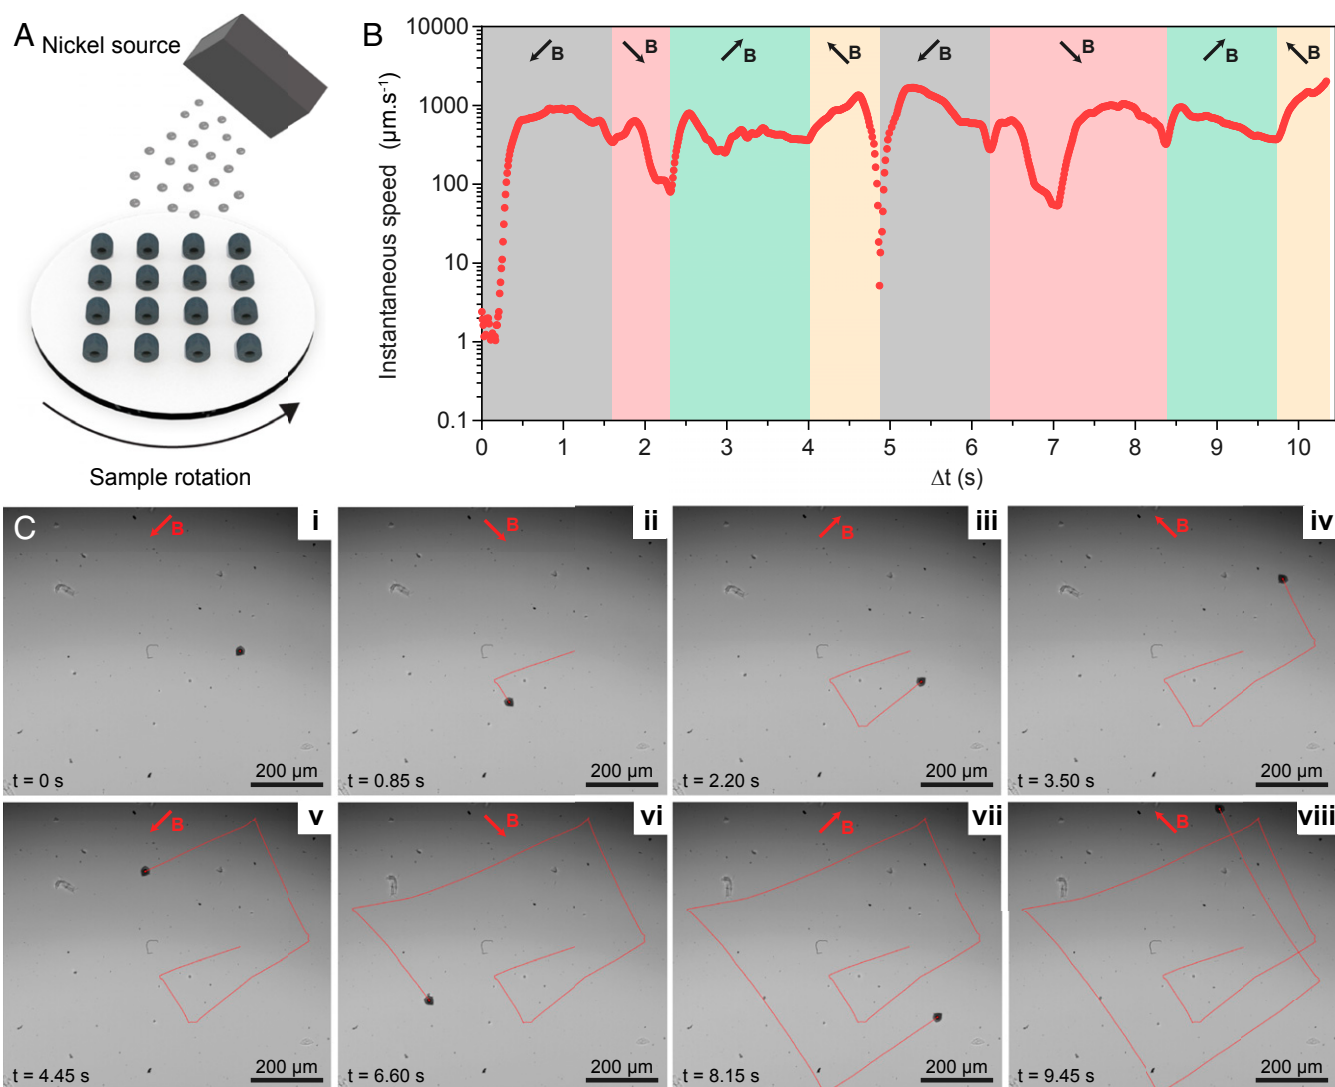 A
Nickel source
Sample rotation
B
Instantaneous speed (µm.s⁻¹)
10000
1000
100
10
1
0.1
B
B
B
B
B
B
B
B
0 1 2 3 4 5 6 7 8 9 10
Δt (s)
C
B
i
t = 0 s
200 µm
B
ii
t = 0.85 s
200 µm
B
iii
t = 2.20 s
200 µm
B
iv
t = 3.50 s
200 µm
B
v
t = 4.45 s
200 µm
B
vi
t = 6.60 s
200 µm
B
vii
t = 8.15 s
200 µm
B
viii
t = 9.45 s
200 µm